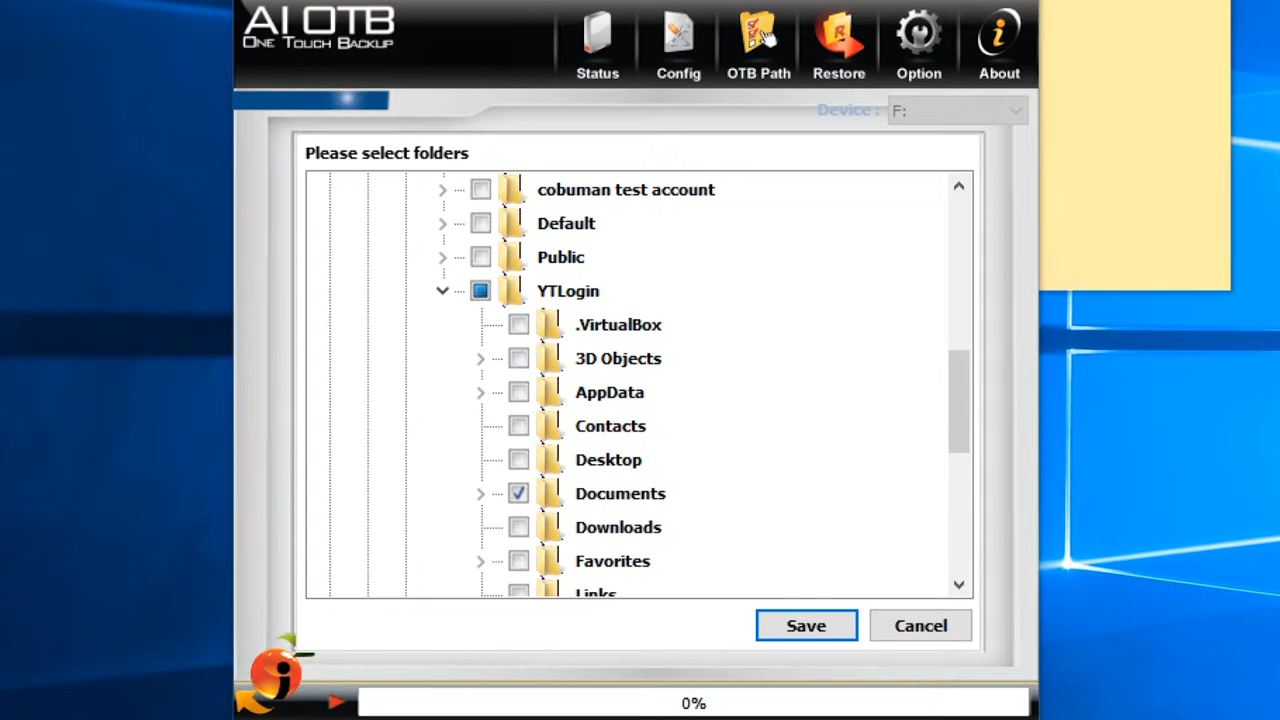 AI OTB
ONE TOUCH BACKUP
Status
Config
OTB Path
Restore
Option
About
Device : F:
Please select folders
cobuman test account
Default
Public
YTLogin
.VirtualBox
3D Objects
AppData
Contacts
Desktop
Documents
Downloads
Favorites
Links
Save
Cancel
0%